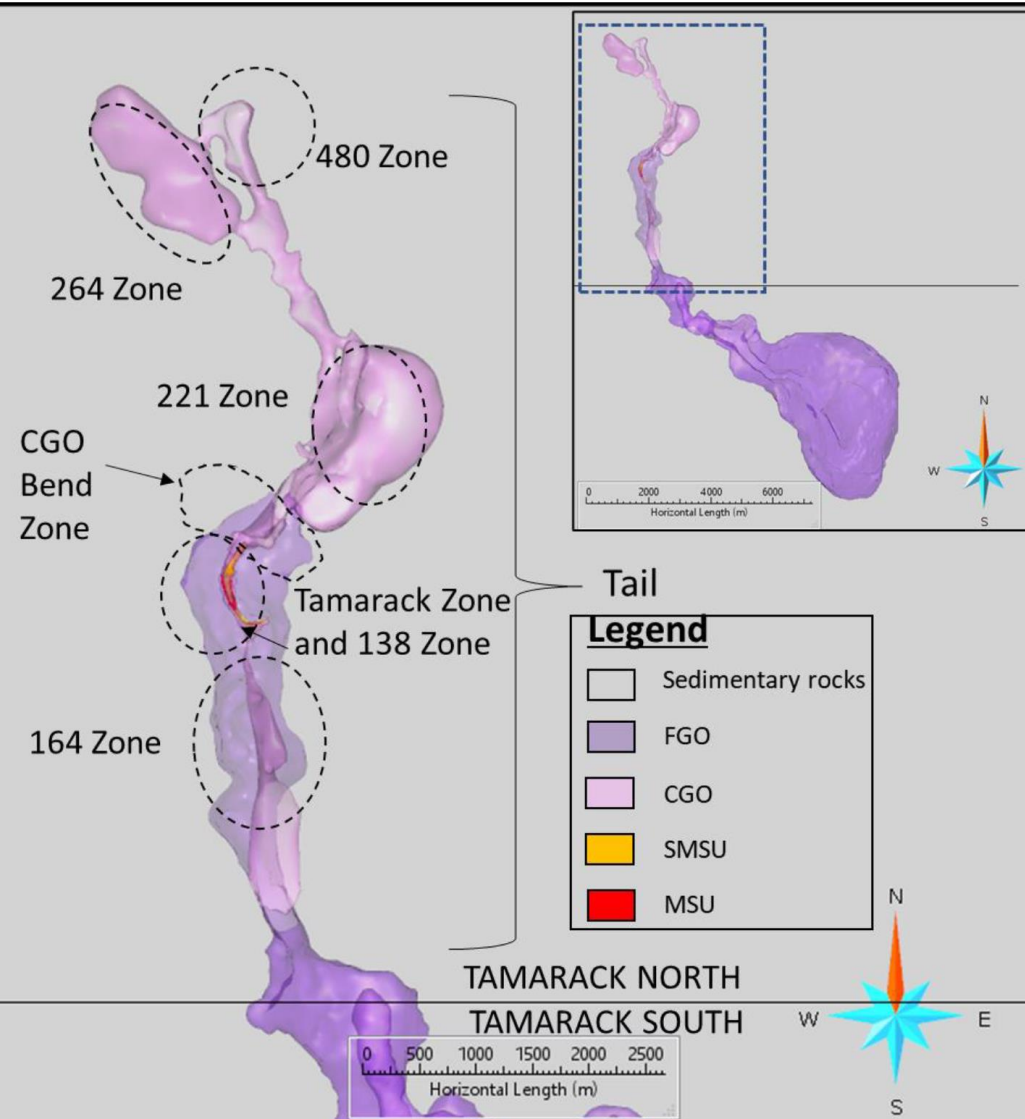 480 Zone
264 Zone
221 Zone
CGO
Bend
Zone
Tamarack Zone
and 138 Zone
164 Zone
Tail
N
W
S
0 2000 4000 6000
Horizontal Length (m)
Legend
Sedimentary rocks
FGO
CGO
SMSU
MSU
TAMARACK NORTH
TAMARACK SOUTH
N
W E
S
0 500 1000 1500 2000 2500
Horizontal Length (m)